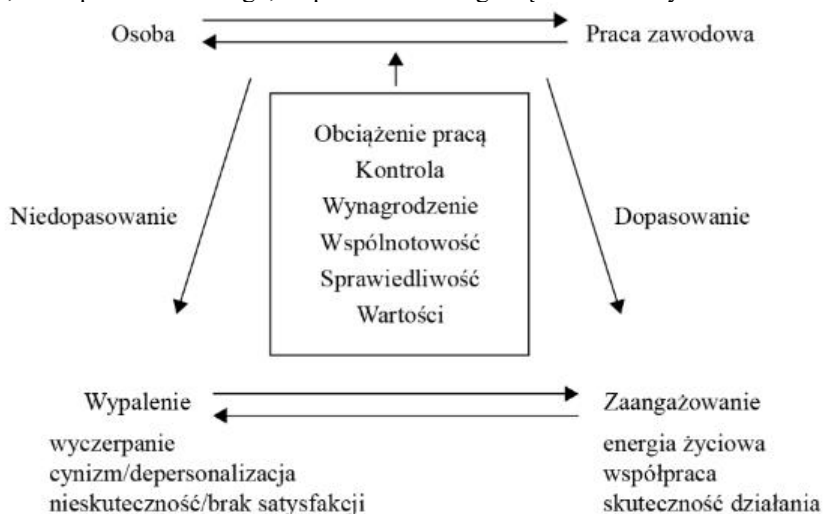 Osoba
Praca zawodowa
Obciążenie pracą
Kontrola
Wynagrodzenie
Wspólnotowość
Sprawiedliwość
Wartości
Niedopasowanie
Dopasowanie
Wypalenie
wyczerpanie
cynizm/depersonalizacja
nieskuteczność/brak satysfakcji
Zaangażowanie
energia życiowa
współpraca
skuteczność działania